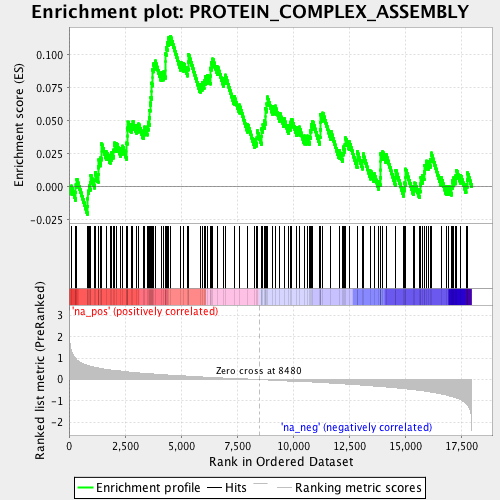 Enrichment plot: PROTEIN_COMPLEX_ASSEMBLY
Enrichment score (ES)
0.100
0.075
0.050
0.025
0.000
-0.025
'na_pos' (positively correlated)
Ranked list metric (PreRanked)
3
2
1
0
-1
-2
Zero cross at 8480
'na_neg' (negatively correlated)
0
2,500
5,000
7,500
10,000
12,500
15,000
17,500
Rank in Ordered Dataset
Enrichment profile
Hits
Ranking metric scores